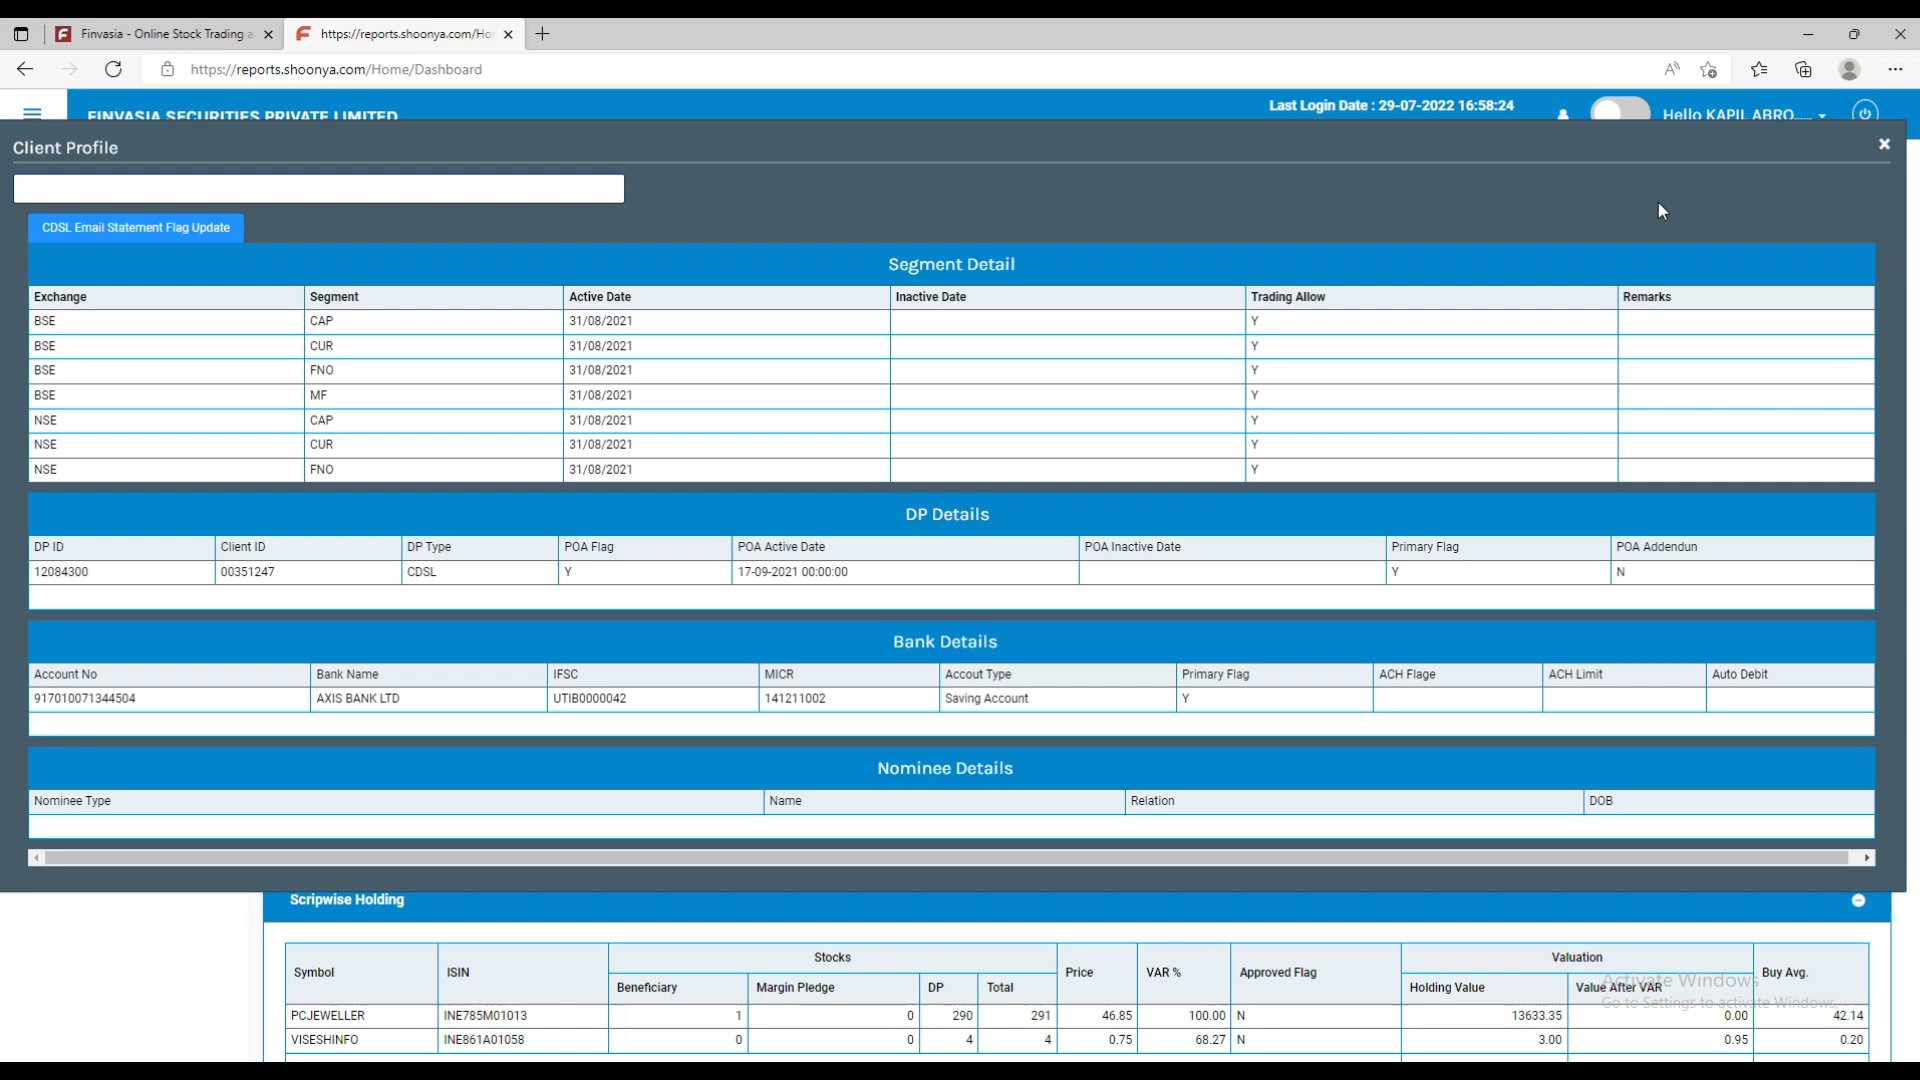 Finvasia - Online Stock Trading a
https://reports.shoonya.com/Ho
https://reports.shoonya.com/Home/Dashboard
FINVASIA SECURITIES PRIVATE LIMITED
Last Login Date : 29-07-2022 16:58:24
Hello KAPIL ABRO......
Client Profile
CDSL Email Statement Flag Update
Segment Detail
Exchange Segment Active Date Inactive Date Trading Allow Remarks
BSE CAP 31/08/2021 Y
BSE CUR 31/08/2021 Y
BSE FNO 31/08/2021 Y
BSE MF 31/08/2021 Y
NSE CAP 31/08/2021 Y
NSE CUR 31/08/2021 Y
NSE FNO 31/08/2021 Y
DP Details
DP ID Client ID DP Type POA Flag POA Active Date POA Inactive Date Primary Flag POA Addendun
12084300 00351247 CDSL Y 17-09-2021 00:00:00 Y N
Bank Details
Account No Bank Name IFSC MICR Accout Type Primary Flag ACH Flage ACH Limit Auto Debit
917010071344504 AXIS BANK LTD UTIB0000042 141211002 Saving Account Y
Nominee Details
Nominee Type Name Relation DOB
Scripwise Holding
Symbol ISIN Stocks Price VAR % Approved Flag Valuation Buy Avg.
Beneficiary Margin Pledge DP Total Holding Value Value After VAR
Activate Windows
Go to Settings to activate Windows.
PCJEWELLER INE785M01013 1 0 290 291 46.85 100.00 N 13633.35 0.00 42.14
VISESHINFO INE861A01058 0 0 4 4 0.75 68.27 N 3.00 0.95 0.20